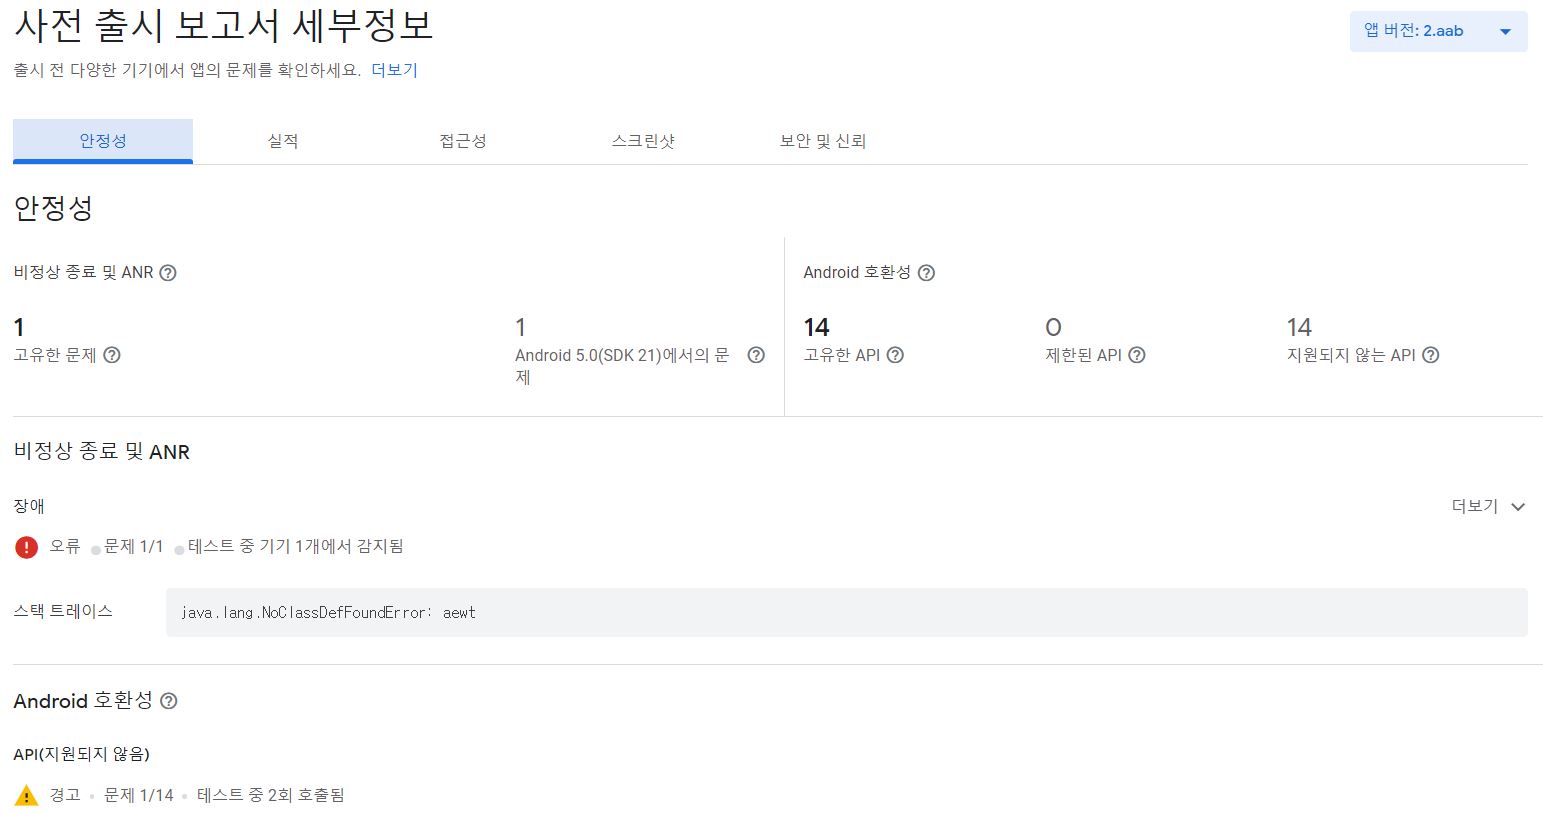 사전 출시 보고서 세부정보
앱 버전: 2.aab
출시 전 다양한 기기에서 앱의 문제를 확인하세요. 더보기
안정성 실적 접근성 스크린샷 보안 및 신뢰
안정성
비정상 종료 및 ANR
1
고유한 문제
1
Android 5.0(SDK 21)에서의 문
제
Android 호환성
14
고유한 API
0
제한된 API
14
지원되지 않는 API
비정상 종료 및 ANR
장애
더보기
오류 문제 1/1 테스트 중 기기 1개에서 감지됨
스택 트레이스
java.lang.NoClassDefFoundError: aewt
Android 호환성
API(지원되지 않음)
경고 • 문제 1/14 • 테스트 중 2회 호출됨